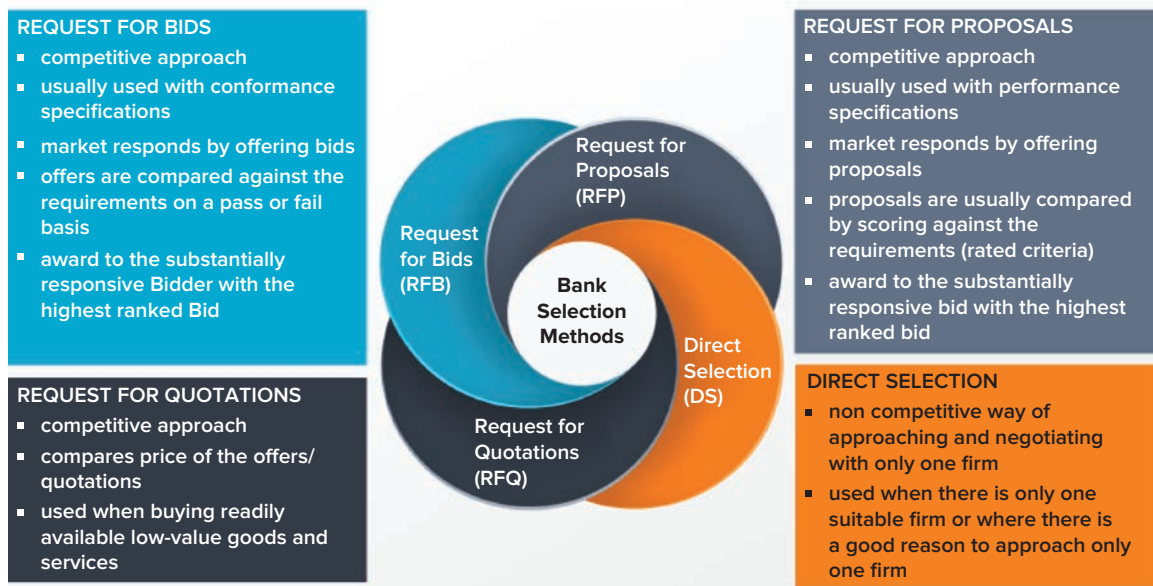 REQUEST FOR BIDS
▪ competitive approach
▪ usually used with conformance
specifications
▪ market responds by offering bids
▪ offers are compared against the
requirements on a pass or fail
basis
▪ award to the substantially
responsive Bidder with the
highest ranked Bid
REQUEST FOR QUOTATIONS
▪ competitive approach
▪ compares price of the offers/
quotations
▪ used when buying readily
available low-value goods and
services
Request for
Proposals
(RFP)
Request
for Bids
(RFB)
Bank
Selection
Methods
Direct
Selection
(DS)
Request for
Quotations
(RFQ)
REQUEST FOR PROPOSALS
▪ competitive approach
▪ usually used with performance
specifications
▪ market responds by offering
proposals
▪ proposals are usually compared
by scoring against the
requirements (rated criteria)
▪ award to the substantially
responsive bid with the highest
ranked bid
DIRECT SELECTION
▪ non competitive way of
approaching and negotiating
with only one firm
▪ used when there is only one
suitable firm or where there is
a good reason to approach only
one firm